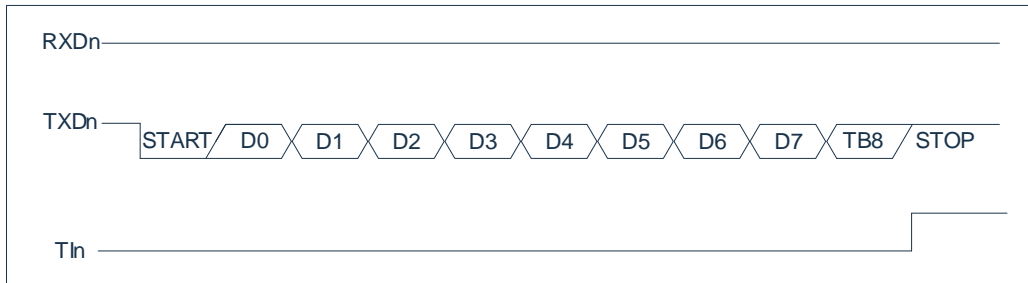 RXDn
TXDn
START D0 D1 D2 D3 D4 D5 D6 D7 TB8 STOP
TIn